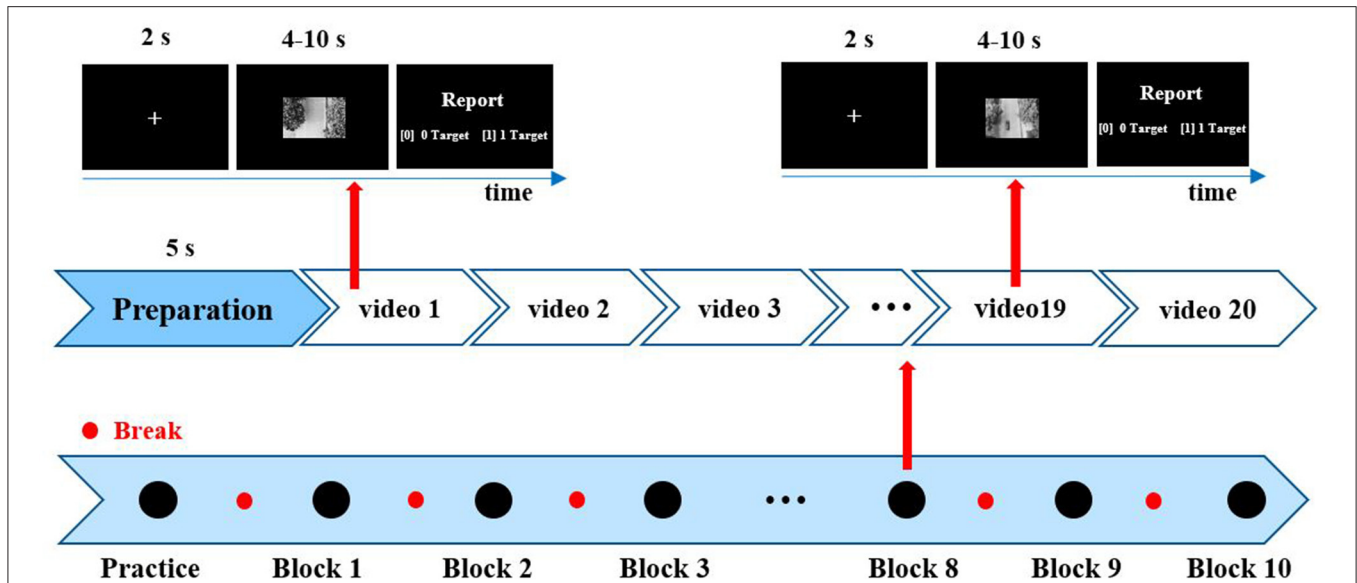 2 s 4-10 s
Report
[0] 0 Target [1] 1 Target
time
2 s 4-10 s
Report
[0] 0 Target [1] 1 Target
time
5 s
Preparation video 1 video 2 video 3 ••• video19 video 20
Break
•••
Practice Block 1 Block 2 Block 3 Block 8 Block 9 Block 10